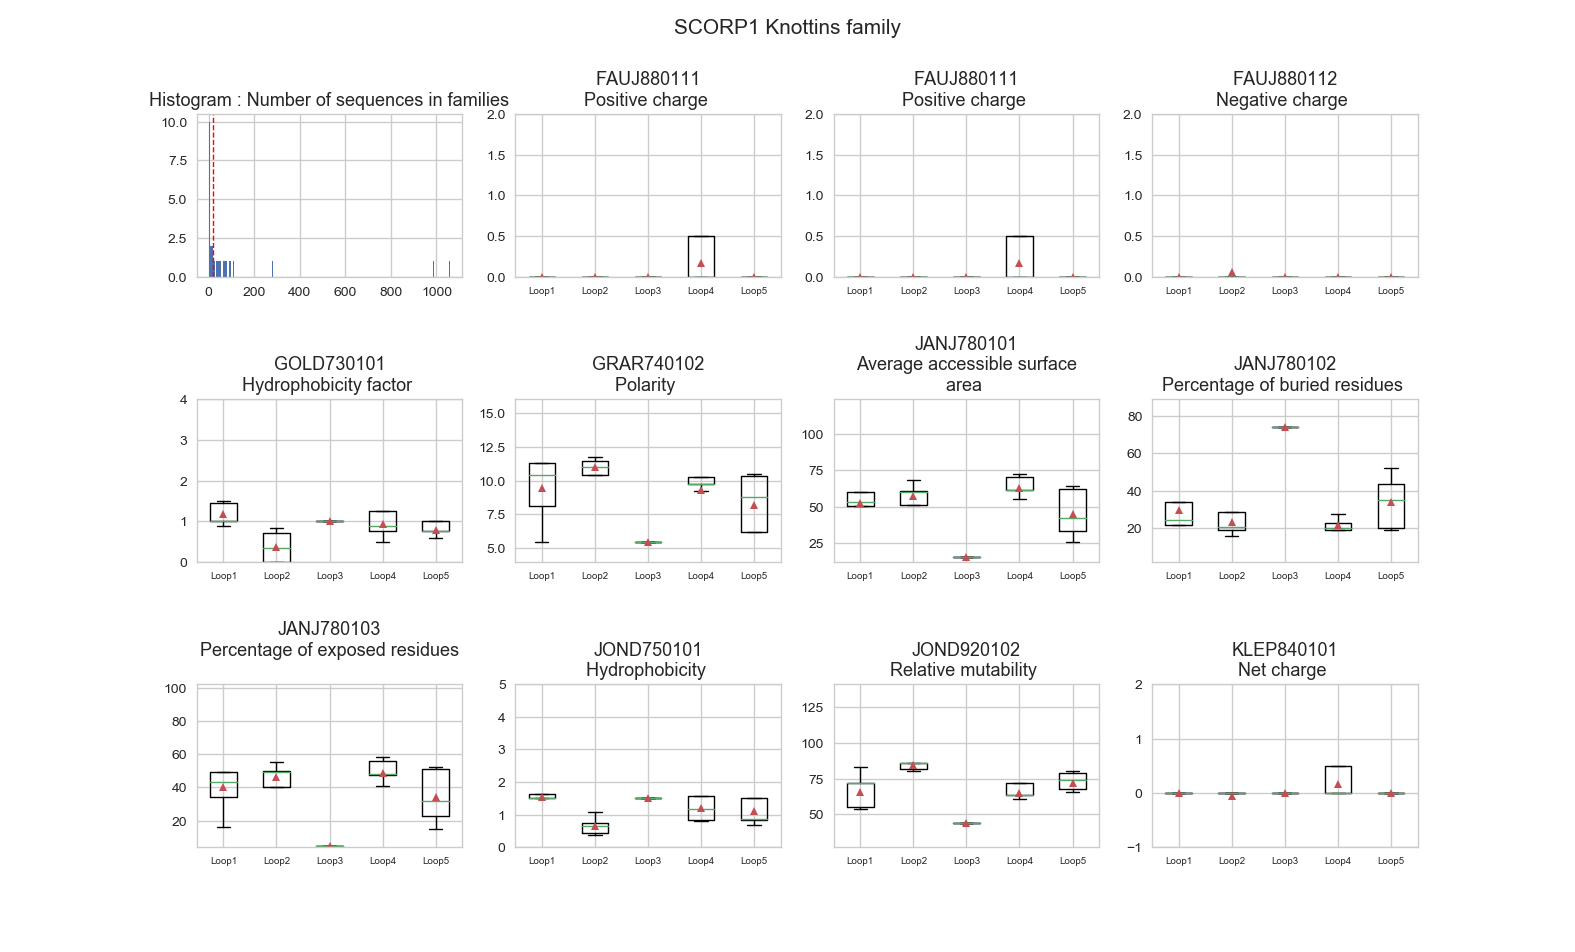 SCORP1 Knottins family
Histogram : Number of sequences in families
10.0
7.5
5.0
2.5
0.0
0 200 400 600 800 1000
FAUJ880111
Positive charge
2.0
1.5
1.0
0.5
0.0
Loop1 Loop2 Loop3 Loop4 Loop5
FAUJ880111
Positive charge
2.0
1.5
1.0
0.5
0.0
Loop1 Loop2 Loop3 Loop4 Loop5
FAUJ880112
Negative charge
2.0
1.5
1.0
0.5
0.0
Loop1 Loop2 Loop3 Loop4 Loop5
GOLD730101
Hydrophobicity factor
4
3
2
1
0
Loop1 Loop2 Loop3 Loop4 Loop5
GRAR740102
Polarity
15.0
12.5
10.0
7.5
5.0
Loop1 Loop2 Loop3 Loop4 Loop5
JANJ780101
Average accessible surface
area
100
75
50
25
Loop1 Loop2 Loop3 Loop4 Loop5
JANJ780102
Percentage of buried residues
80
60
40
20
Loop1 Loop2 Loop3 Loop4 Loop5
JANJ780103
Percentage of exposed residues
100
80
60
40
20
Loop1 Loop2 Loop3 Loop4 Loop5
JOND750101
Hydrophobicity
5
4
3
2
1
0
Loop1 Loop2 Loop3 Loop4 Loop5
JOND920102
Relative mutability
125
100
75
50
Loop1 Loop2 Loop3 Loop4 Loop5
KLEP840101
Net charge
2
1
0
−1
Loop1 Loop2 Loop3 Loop4 Loop5